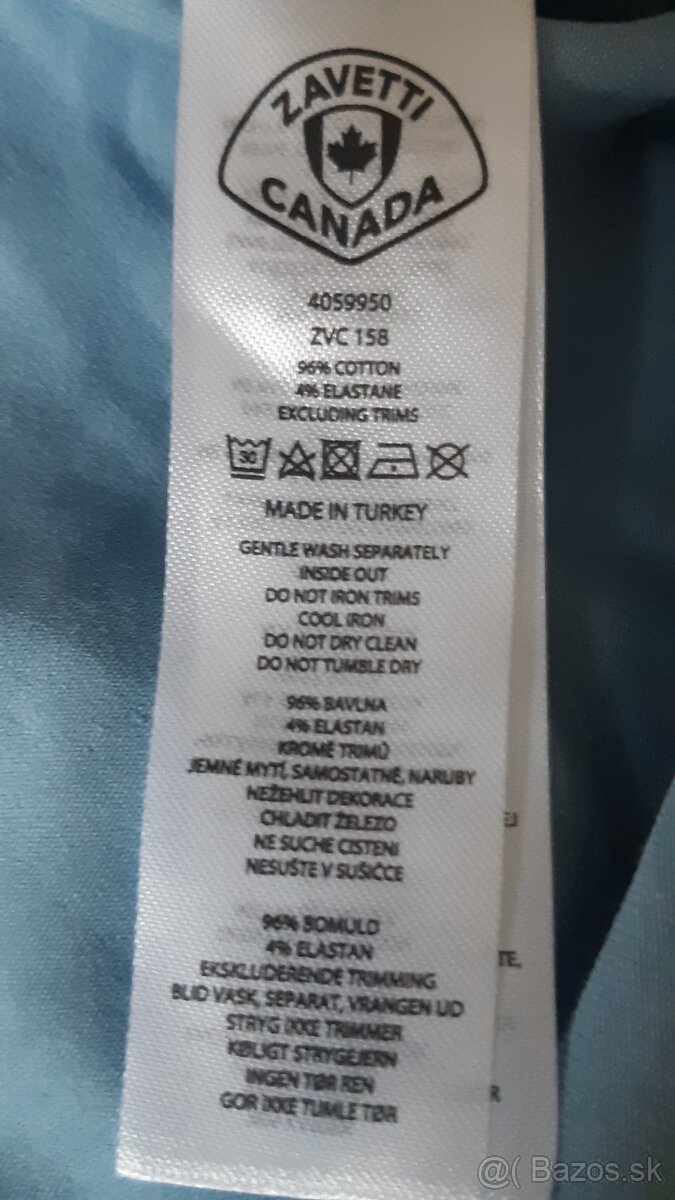 ZAVETTI
CANADA
4059950
ZVC 158
96% COTTON
4% ELASTANE
EXCLUDING TRIMS
30
MADE IN TURKEY
GENTLE WASH SEPARATELY
INSIDE OUT
DO NOT IRON TRIMS
COOL IRON
DO NOT DRY CLEAN
DO NOT TUMBLE DRY
96% BAVLNA
4% ELASTAN
KROMĚ TRIMŮ
JEMNÉ MYTÍ, SAMOSTATNĚ, NARUBY
NEŽEHLIT DEKORACE
CHLADIT ŽELEZO
NE SUCHE CISTENI
NESUŠTE V SUŠIČCE
96% BOMULD
4% ELASTAN
EKSKLUDERENDE TRIMMING
BLID VASK, SEPARAT, VRANGEN UD
STRYG IKKE TRIMMER
KØLIGT STRYGEJERN
INGEN TØR REN
GØR IKKE TUMLE TØR
@( Bazos.sk